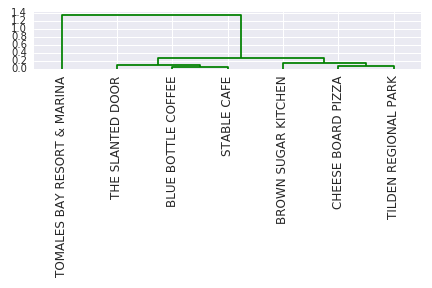 1.4
1.2
1.0
0.8
0.6
0.4
0.2
0.0
TOMALES BAY RESORT & MARINA
THE SLANTED DOOR
BLUE BOTTLE COFFEE
STABLE CAFE
BROWN SUGAR KITCHEN
CHEESE BOARD PIZZA
TILDEN REGIONAL PARK